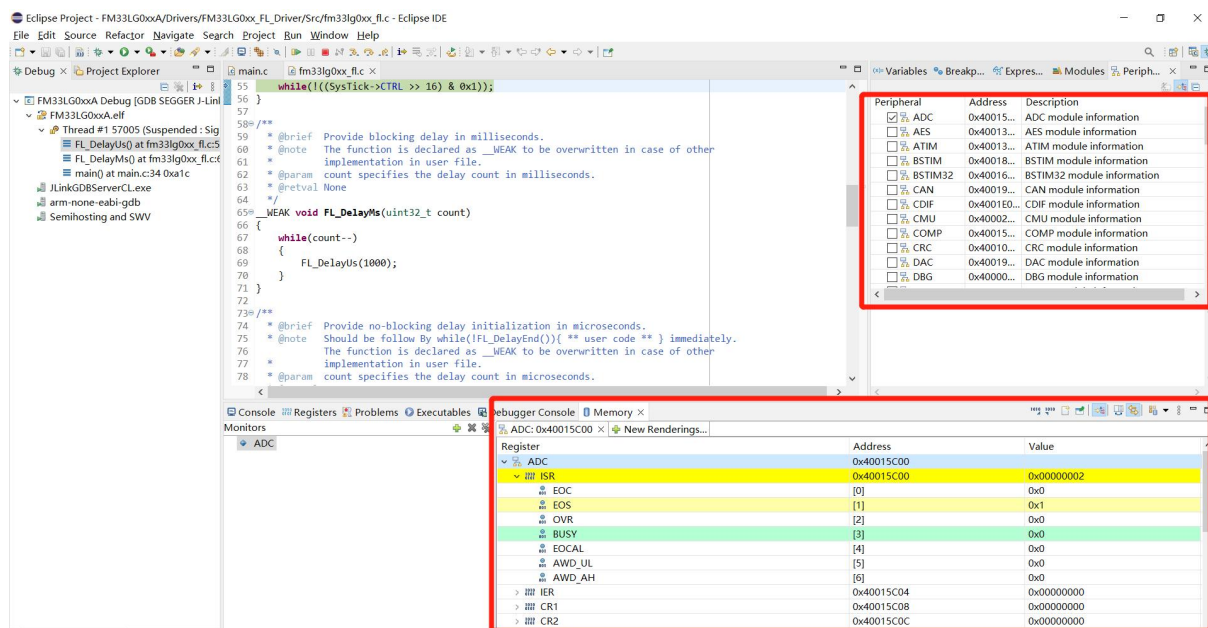 Eclipse Project - FM33LG0xxA/Drivers/FM33LG0xx_FL_Driver/Src/fm33lg0xx_fl.c - Eclipse IDE
File Edit Source Refactor Navigate Search Project Run Window Help
Debug Project Explorer
FM33LG0xxA Debug [GDB SEGGER J-Lin
FM33LG0xxA.elf
Thread #1 57005 (Suspended : Sig
FL_DelayUs() at fm33lg0xx_fl.c:5
FL_DelayMs() at fm33lg0xx_fl.c:6
main() at main.c:34 0xa1c
JLinkGDBServerCL.exe
arm-none-eabi-gdb
Semihosting and SWV
main.c fm33lg0xx_fl.c
55 while(!((SysTick->CTRL >> 16) & 0x1));
56 }
57
58 /**
59 * @brief Provide blocking delay in milliseconds.
60 * @note The function is declared as __WEAK to be overwritten in case of other
61 * implementation in user file.
62 * @param count specifies the delay count in milliseconds.
63 * @retval None
64 */
65 __WEAK void FL_DelayMs(uint32_t count)
66 {
67 while(count--)
68 {
69 FL_DelayUs(1000);
70 }
71 }
72
73 /**
74 * @brief Provide no-blocking delay initialization in microseconds.
75 * @note Should be follow By while(!FL_DelayEnd()){ ** user code ** } immediately.
76 The function is declared as __WEAK to be overwritten in case of other
77 * implementation in user file.
78 * @param count specifies the delay count in microseconds.
Variables Breakp... Expres... Modules Periph...
Peripheral Address Description
ADC 0x40015... ADC module information
AES 0x40013... AES module information
ATIM 0x40013... ATIM module information
BSTIM 0x40018... BSTIM module information
BSTIM32 0x40016... BSTIM32 module information
CAN 0x40019... CAN module information
CDIF 0x4001E0... CDIF module information
CMU 0x40002... CMU module information
COMP 0x40015... COMP module information
CRC 0x40010... CRC module information
DAC 0x40019... DAC module information
DBG 0x40000... DBG module information
Console Registers Problems Executables Debugger Console Memory
Monitors
ADC
ADC: 0x40015C00 New Renderings...
Register Address Value
ADC 0x40015C00
ISR 0x40015C00 0x00000002
EOC [0] 0x0
EOS [1] 0x1
OVR [2] 0x0
BUSY [3] 0x0
EOCAL [4] 0x0
AWD_UL [5] 0x0
AWD_AH [6] 0x0
IER 0x40015C04 0x00000000
CR1 0x40015C08 0x00000000
CR2 0x40015C0C 0x00000000